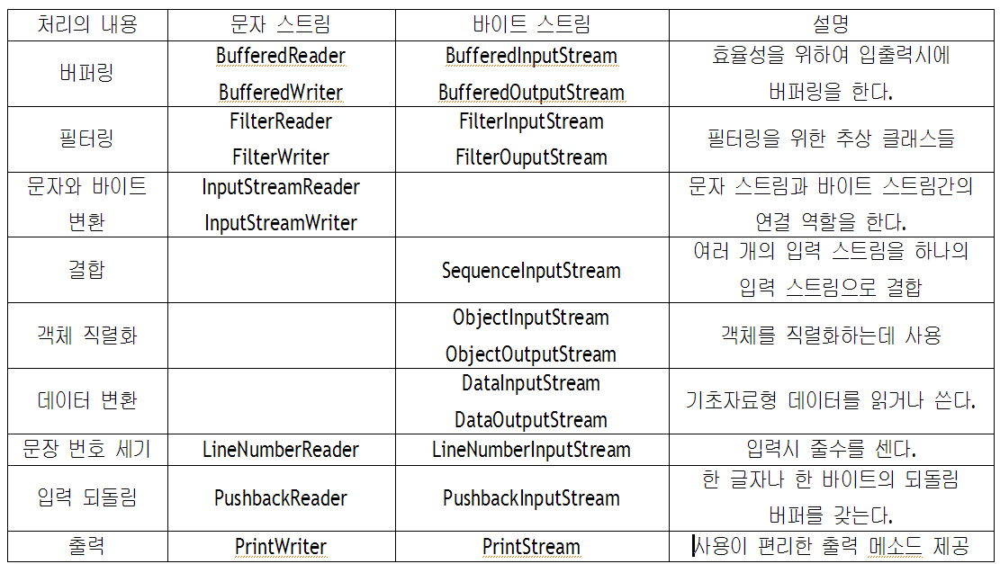 처리의 내용 문자 스트림 바이트 스트림 설명
버퍼링
BufferedReader
BufferedWriter
BufferedInputStream
BufferedOutputStream
효율성을 위하여 입출력시에
버퍼링을 한다.
필터링
FilterReader
FilterWriter
FilterInputStream
FilterOuputStream
필터링을 위한 추상 클래스들
문자와 바이트
변환
InputStreamReader
InputStreamWriter
문자 스트림과 바이트 스트림간의
연결 역할을 한다.
결합
SequenceInputStream
여러 개의 입력 스트림을 하나의
입력 스트림으로 결합
객체 직렬화
ObjectInputStream
ObjectOutputStream
객체를 직렬화하는데 사용
데이터 변환
DataInputStream
DataOutputStream
기초자료형 데이터를 읽거나 쓴다.
문장 번호 세기
LineNumberReader
LineNumberInputStream
입력시 줄수를 센다.
입력 되돌림
PushbackReader
PushbackInputStream
한 글자나 한 바이트의 되돌림
버퍼를 갖는다.
출력
PrintWriter
PrintStream
사용이 편리한 출력 메소드 제공